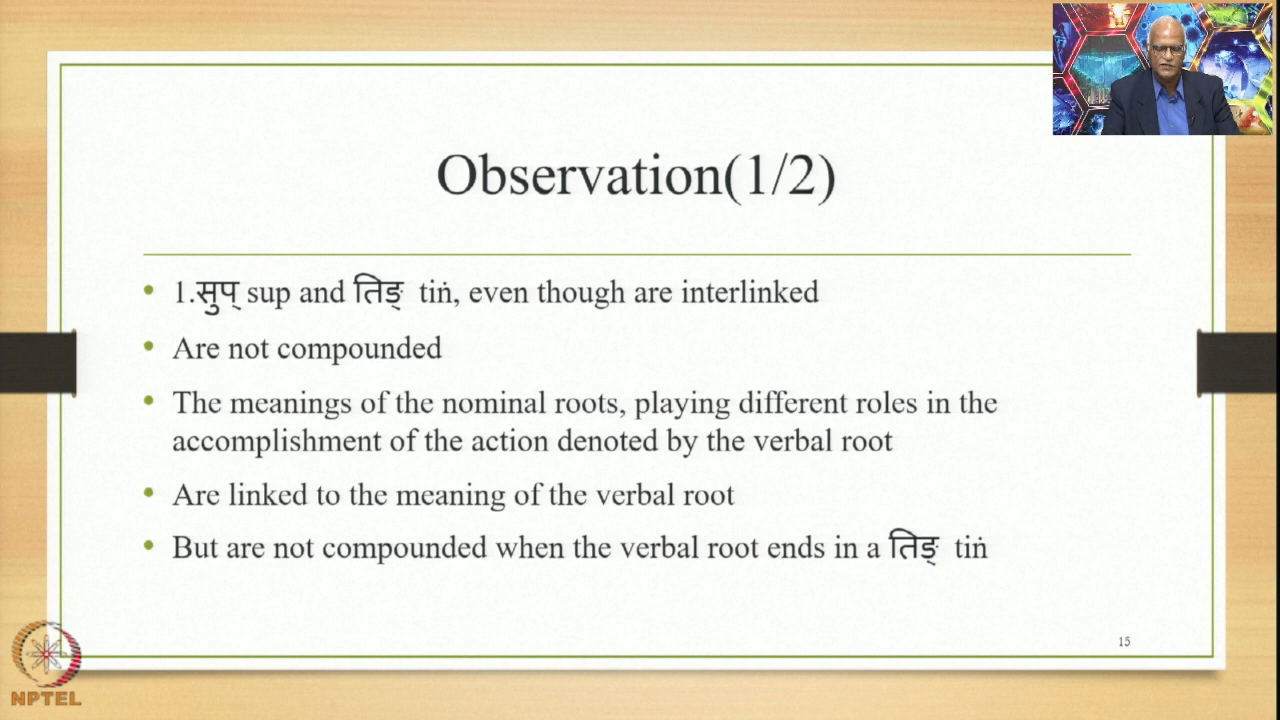 Observation(1/2)
• 1.सुप् sup and तिङ् tiṅ, even though are interlinked
• Are not compounded
• The meanings of the nominal roots, playing different roles in the
accomplishment of the action denoted by the verbal root
• Are linked to the meaning of the verbal root
• But are not compounded when the verbal root ends in a तिङ् tiṅ
15
NPTEL